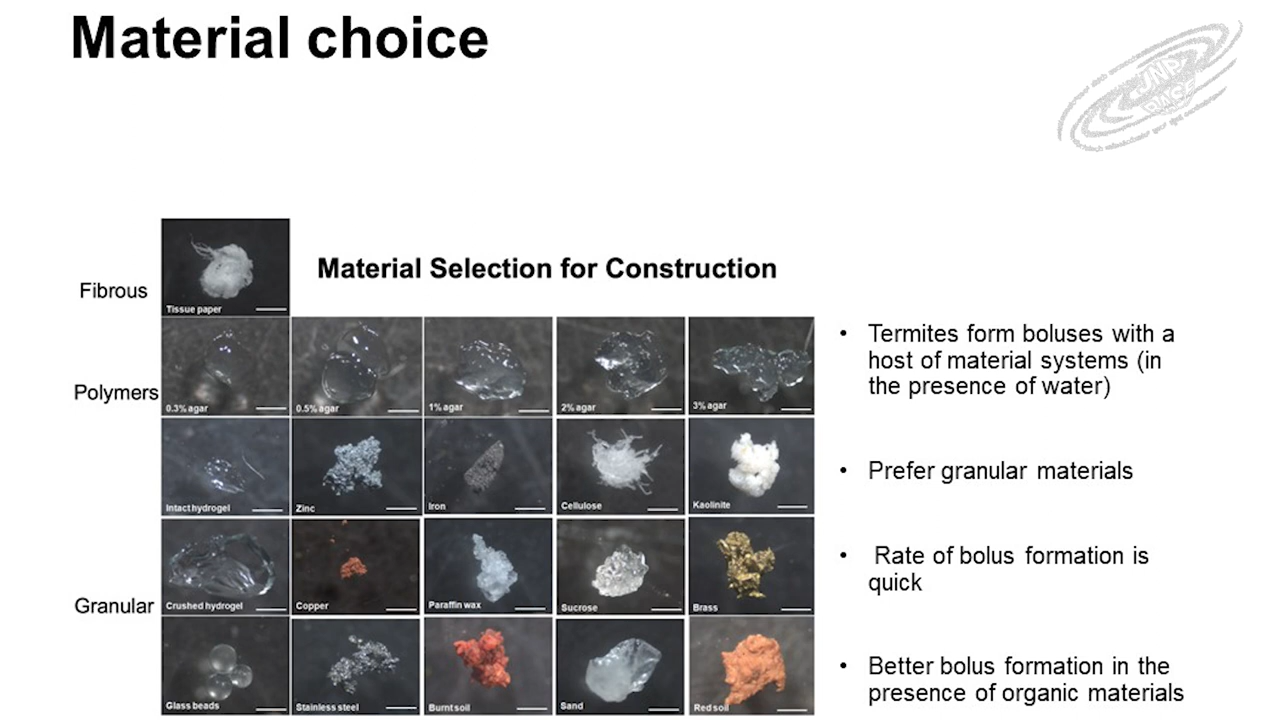 Material choice
JNP
Material Selection for Construction
Fibrous
Tissue paper
Polymers
0.3% agar
0.5% agar
1% agar
2% agar
3% agar
Intact hydrogel
Zinc
Iron
Cellulose
Kaolinite
Granular
Crushed hydrogel
Copper
Paraffin wax
Sucrose
Brass
Glass beads
Stainless steel
Burnt soil
Sand
Red soil
• Termites form boluses with a
host of material systems (in
the presence of water)
• Prefer granular materials
• Rate of bolus formation is
quick
• Better bolus formation in the
presence of organic materials